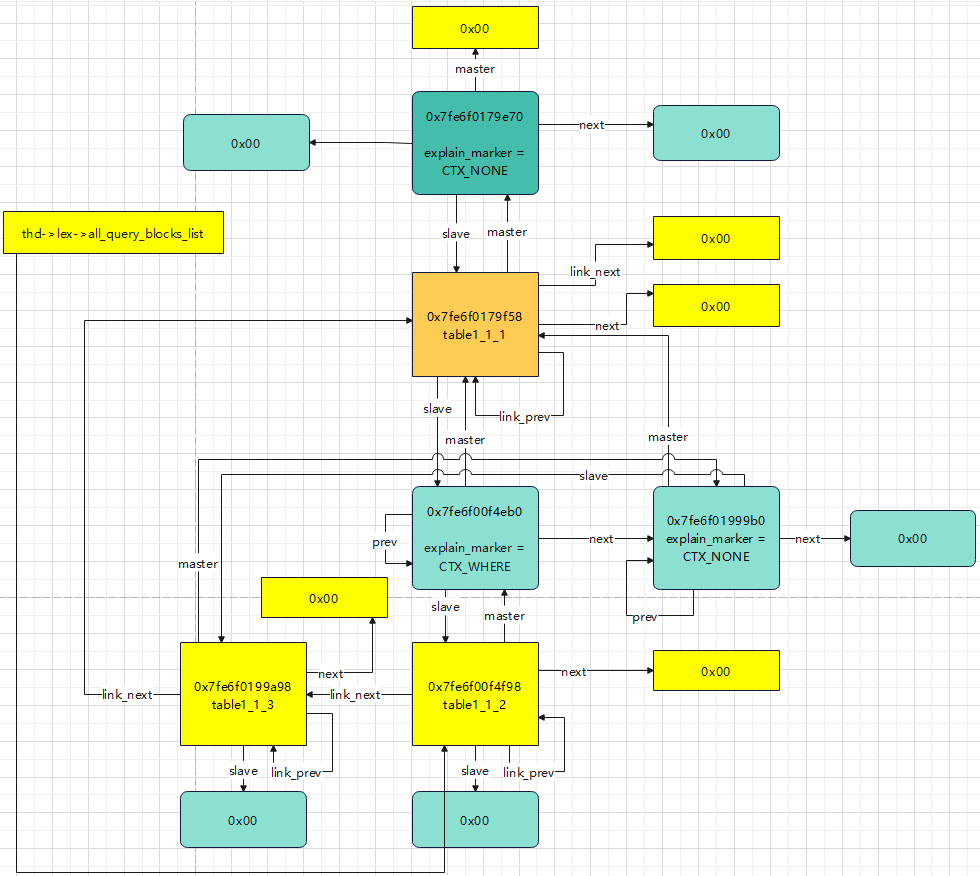 0x00
master
0x7fe6f0179e70
explain_marker =
CTX_NONE
0x00
next
0x00
thd->lex->all_query_blocks_list
slave
master
0x00
link_next
0x00
next
0x7fe6f0179f58
table1_1_1
slave
link_prev
master
master
slave
0x7fe6f00f4eb0
explain_marker =
CTX_WHERE
prev
next
0x7fe6f01999b0
explain_marker =
CTX_NONE
next
0x00
prev
master
0x00
slave
master
next
0x7fe6f0199a98
table1_1_3
link_next
link_next
0x7fe6f00f4f98
table1_1_2
next
0x00
slave
link_prev
slave
link_prev
0x00
0x00